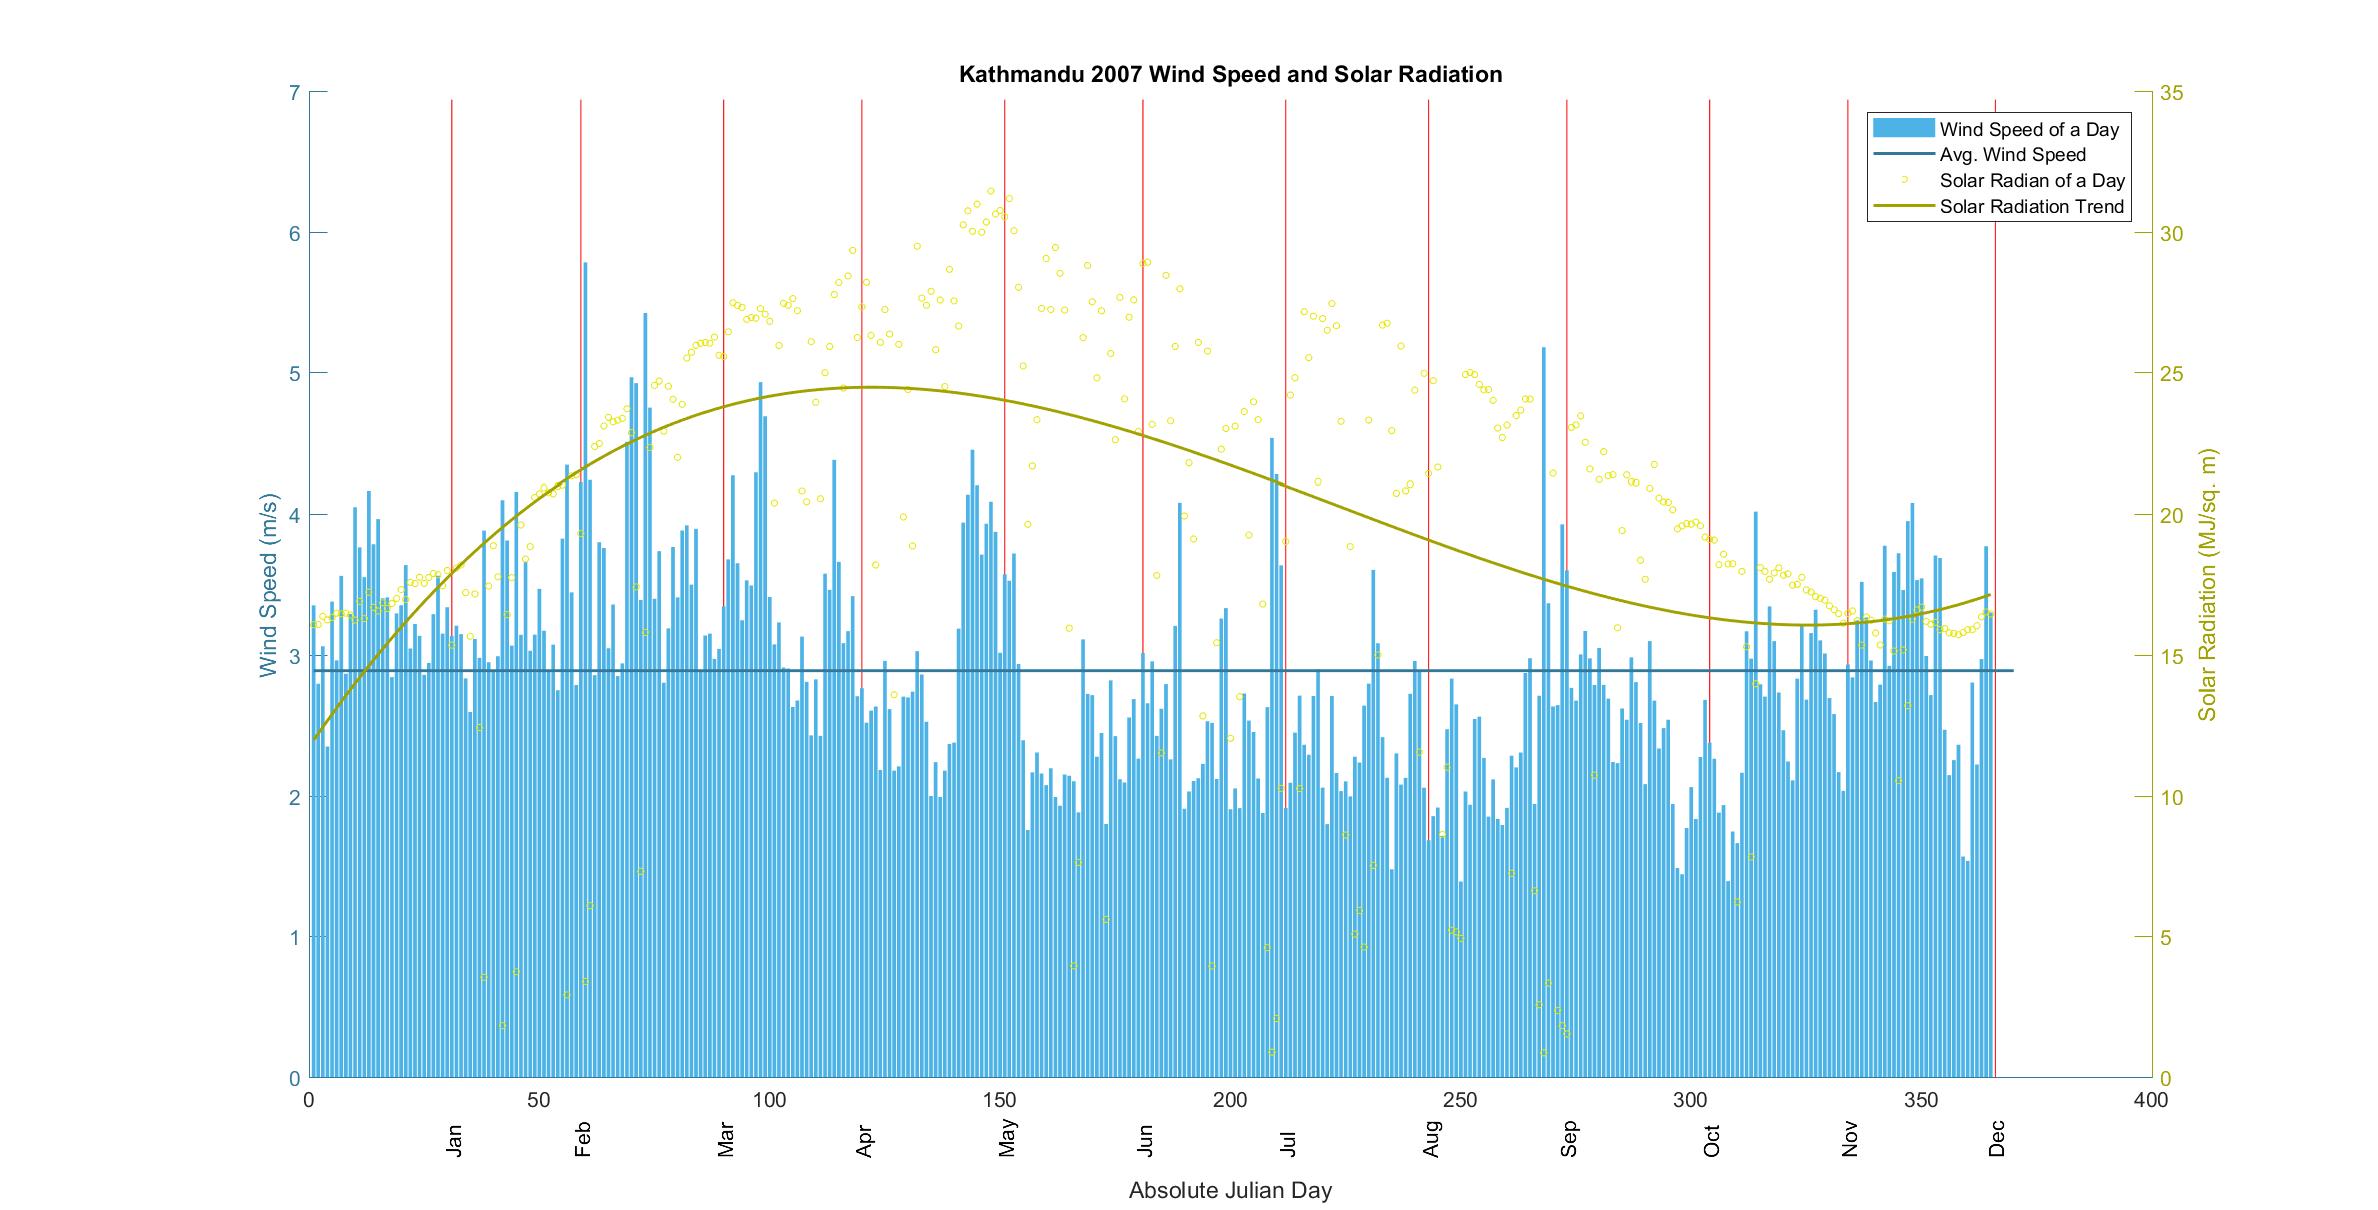 Kathmandu 2007 Wind Speed and Solar Radiation
7
6
5
4
3
2
1
0
Wind Speed (m/s)
35
30
25
20
15
10
5
0
Solar Radiation (MJ/sq. m)
Wind Speed of a Day
Avg. Wind Speed
Solar Radian of a Day
Solar Radiation Trend
0 50 100 150 200 250 300 350 400
Jan Feb Mar Apr May Jun Jul Aug Sep Oct Nov Dec
Absolute Julian Day